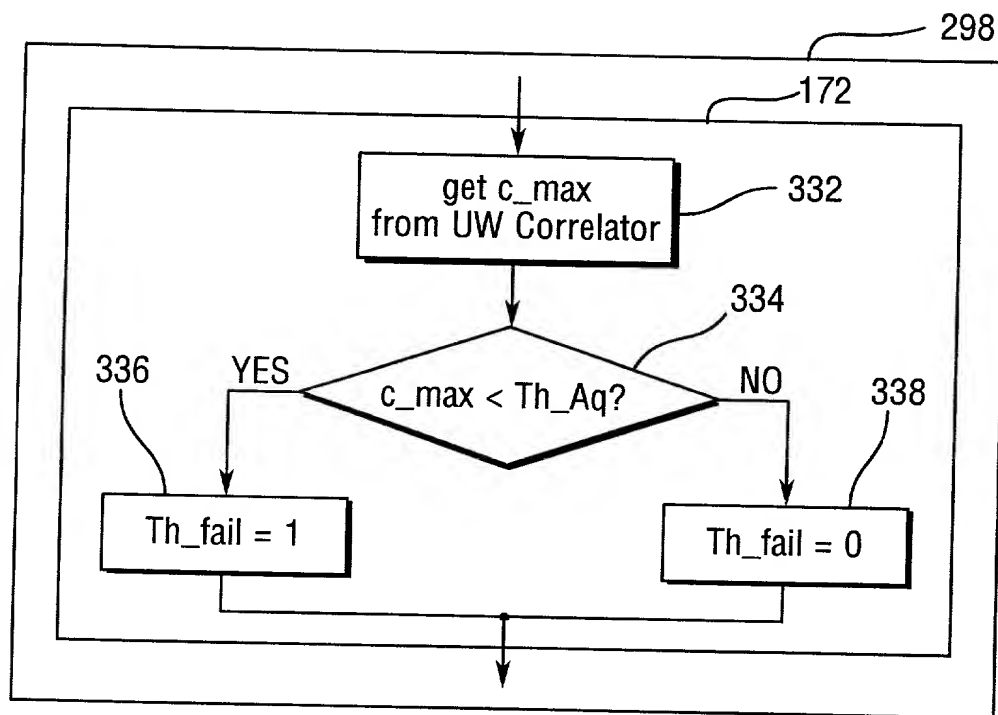 298
172
get c_max
from UW Correlator
332
334
336
YES
c_max < Th_Aq?
NO
338
Th_fail = 1
Th_fail = 0